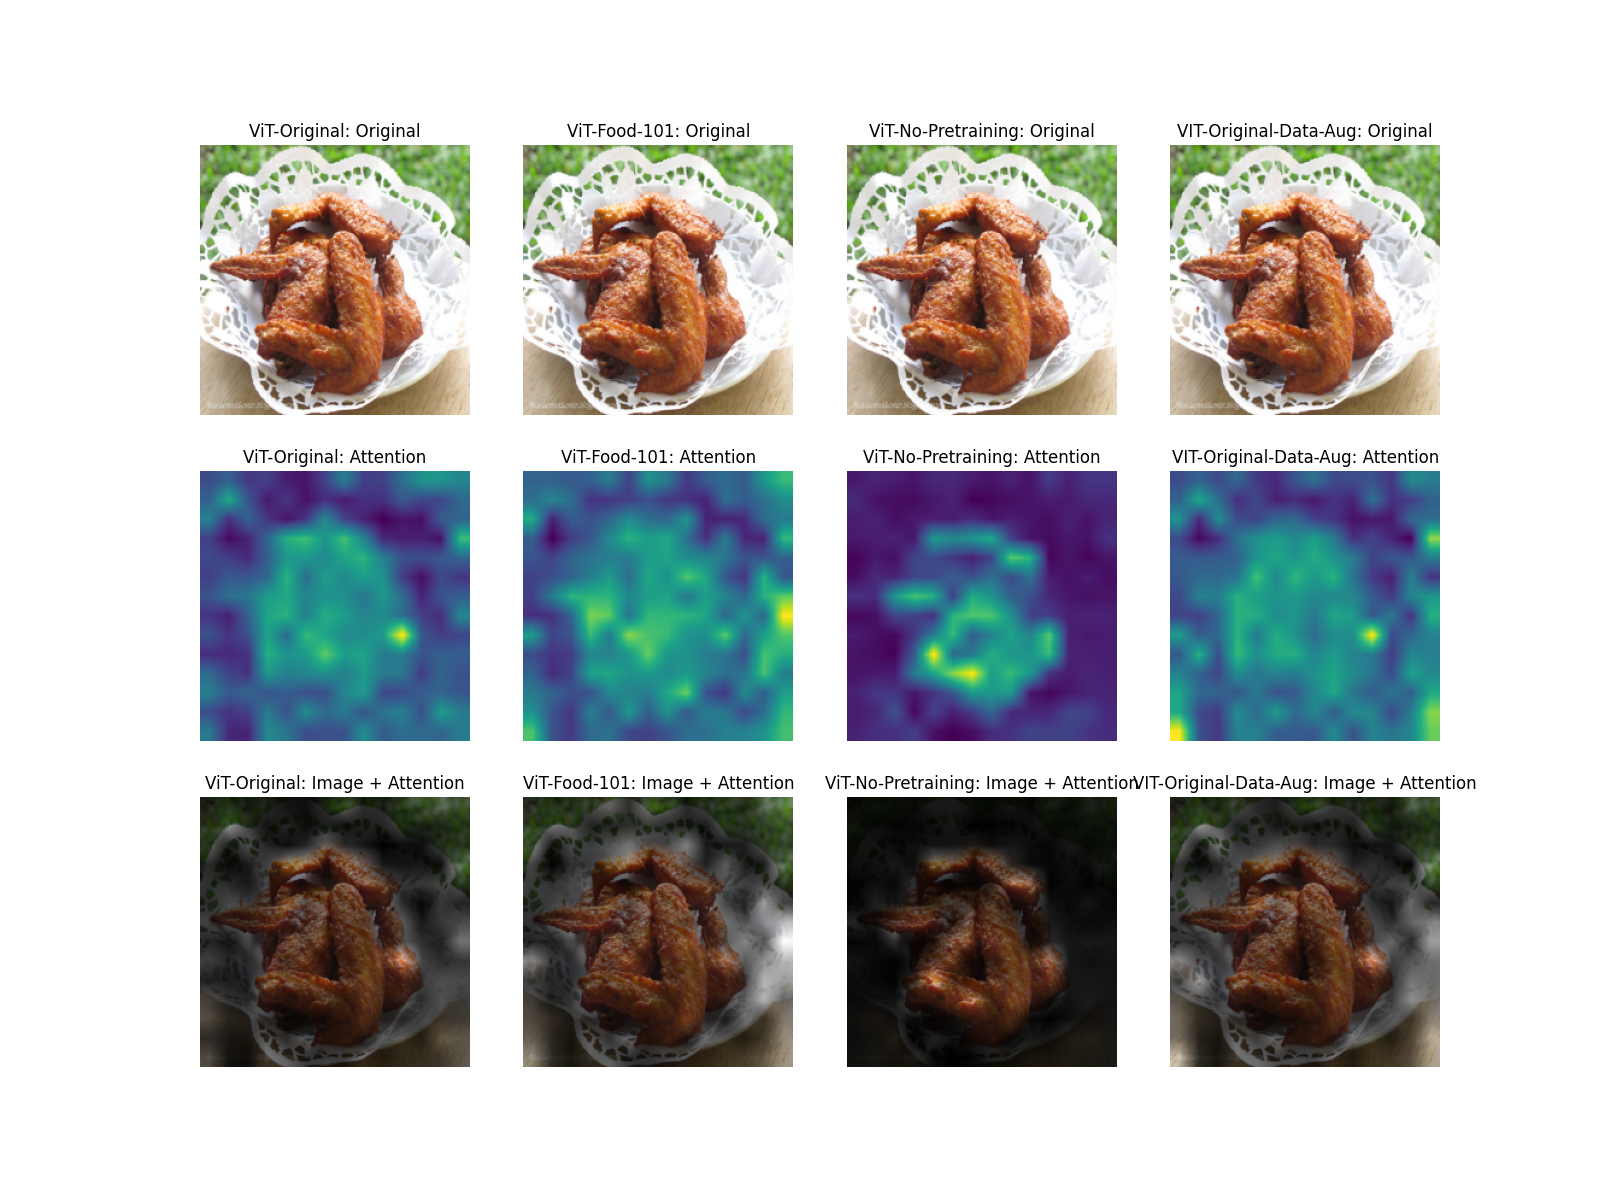 ViT-Original: Original
ViT-Food-101: Original
ViT-No-Pretraining: Original
VIT-Original-Data-Aug: Original
ViT-Original: Attention
ViT-Food-101: Attention
ViT-No-Pretraining: Attention
VIT-Original-Data-Aug: Attention
ViT-Original: Image + Attention
ViT-Food-101: Image + Attention
ViT-No-Pretraining: Image + Attention
VIT-Original-Data-Aug: Image + Attention